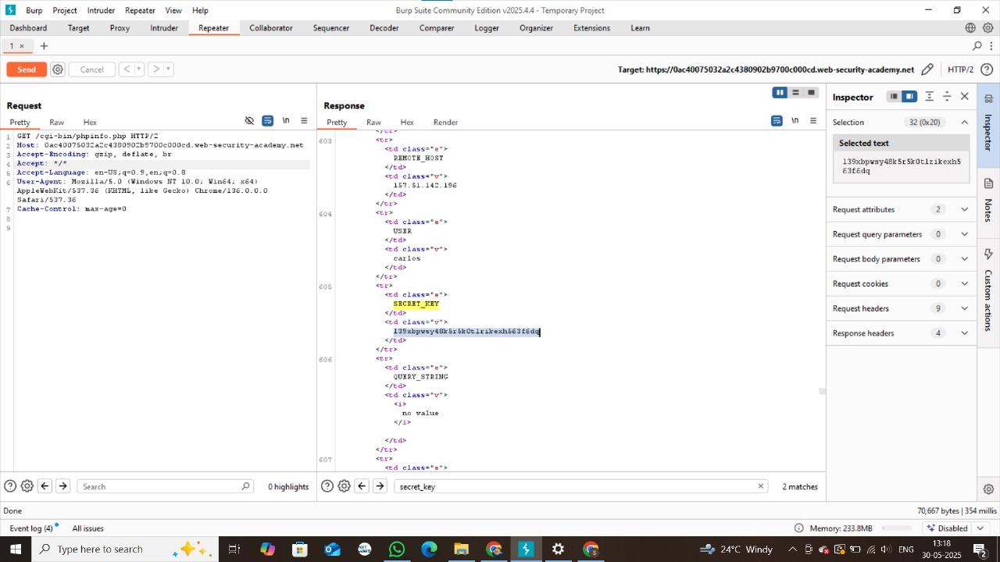 Burp Project Intruder Repeater View Help
Burp Suite Community Edition v2025.4.4 - Temporary Project
Dashboard Target Proxy Intruder Repeater Collaborator Sequencer Decoder Comparer Logger Organizer Extensions Learn
1 × +
Send Cancel < >
Target: https://0ac40075032a2c4380902b9700c000cd.web-security-academy.net HTTP/2
Request
Pretty Raw Hex
\n
1 GET /cgi-bin/phpinfo.php HTTP/2
2 Host: 0ac40075032a2c4380902b9700c000cd.web-security-academy.net
3 Accept-Encoding: gzip, deflate, br
4 Accept: */*
5 Accept-Language: en-US;q=0.9,en;q=0.8
6 User-Agent: Mozilla/5.0 (Windows NT 10.0; Win64; x64)
AppleWebKit/537.36 (KHTML, like Gecko) Chrome/136.0.0.0
Safari/537.36
7 Cache-Control: max-age=0
8
9
Search
0 highlights
Response
Pretty Raw Hex Render
\n
</tr>
603 <tr>
<td class="e">
REMOTE_HOST
</td>
<td class="v">
157.51.142.196
</td>
</tr>
604 <tr>
<td class="e">
USER
</td>
<td class="v">
carlos
</td>
</tr>
605 <tr>
<td class="e">
SECRET_KEY
</td>
<td class="v">
l39xbpwsy48k5r5k0tlrikexh563f6dq
</td>
</tr>
606 <tr>
<td class="e">
QUERY_STRING
</td>
<td class="v">
<i>
no value
</i>
</td>
</tr>
607 <tr>
<td class="e">
secret_key
2 matches
Inspector
Selection 32 (0x20)
Selected text
l39xbpwsy48k5r5k0tlrikexh5
63f6dq
Request attributes 2
Request query parameters 0
Request body parameters 0
Request cookies 0
Request headers 9
Response headers 4
Inspector
Notes
Custom actions
Done
70,667 bytes | 354 millis
Event log (4) All issues
Memory: 233.8MB
Disabled
Type here to search
24°C Windy
ENG
13:18
30-05-2025
2